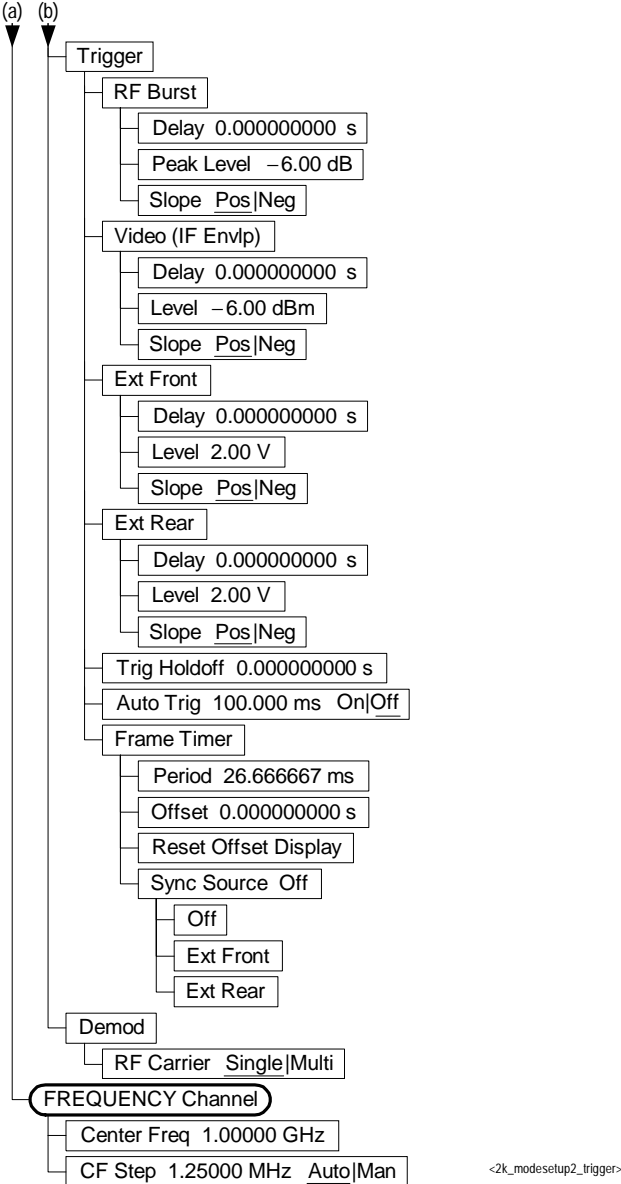 (a) (b)
Trigger
RF Burst
Delay 0.000000000 s
Peak Level −6.00 dB
Slope Pos|Neg
Video (IF Envlp)
Delay 0.000000000 s
Level −6.00 dBm
Slope Pos|Neg
Ext Front
Delay 0.000000000 s
Level 2.00 V
Slope Pos|Neg
Ext Rear
Delay 0.000000000 s
Level 2.00 V
Slope Pos|Neg
Trig Holdoff 0.000000000 s
Auto Trig 100.000 ms On|Off
Frame Timer
Period 26.666667 ms
Offset 0.000000000 s
Reset Offset Display
Sync Source Off
Off
Ext Front
Ext Rear
Demod
RF Carrier Single|Multi
FREQUENCY Channel
Center Freq 1.00000 GHz
CF Step 1.25000 MHz Auto|Man
<2k_modesetup2_trigger>